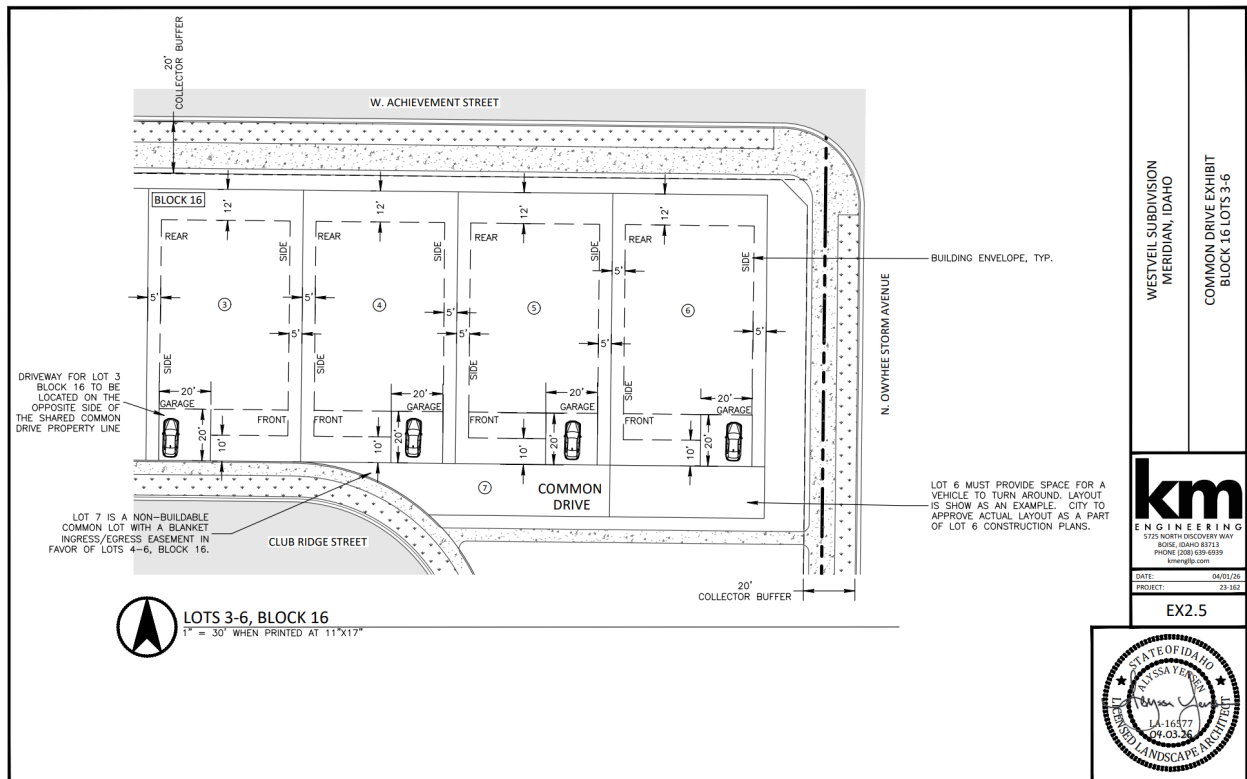 20'
COLLECTOR BUFFER
W. ACHIEVEMENT STREET
BLOCK 16
12'
12'
12'
12'
REAR
SIDE
REAR
SIDE
REAR
SIDE
REAR
SIDE
BUILDING ENVELOPE, TYP.
N. OWYHEE STORM AVENUE
5'
3
5'
4
5'
5
5'
6
5'
5'
5'
5'
SIDE
SIDE
SIDE
SIDE
DRIVEWAY FOR LOT 3,
BLOCK 16 TO BE
LOCATED ON THE
OPPOSITE SIDE OF
THE SHARED COMMON
DRIVE PROPERTY LINE
20'
GARAGE
20'
FRONT
10'
20'
GARAGE
20'
FRONT
10'
20'
GARAGE
20'
FRONT
10'
20'
GARAGE
20'
FRONT
10'
7
COMMON
DRIVE
LOT 6 MUST PROVIDE SPACE FOR A
VEHICLE TO TURN AROUND. LAYOUT
IS SHOW AS AN EXAMPLE. CITY TO
APPROVE ACTUAL LAYOUT AS A PART
OF LOT 6 CONSTRUCTION PLANS.
LOT 7 IS A NON-BUILDABLE
COMMON LOT WITH A BLANKET
INGRESS/EGRESS EASEMENT IN
FAVOR OF LOTS 4-6, BLOCK 16.
CLUB RIDGE STREET
20'
COLLECTOR BUFFER
LOTS 3-6, BLOCK 16
1" = 30' WHEN PRINTED AT 11"X17"
WESTVEIL SUBDIVISION
MERIDIAN, IDAHO
COMMON DRIVE EXHIBIT
BLOCK 16 LOTS 3-6
km
ENGINEERING
5725 NORTH DISCOVERY WAY
BOISE, IDAHO 83713
PHONE (208) 639-6939
kmengllp.com
DATE: 04/01/26
PROJECT: 23-162
EX2.5
STATE OF IDAHO
ALYSSA YENSEN
LA-16577
04.03.26
LICENSED LANDSCAPE ARCHITECT